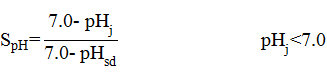 S_pH = (7.0- pH_j) / (7.0- pH_sd)    pH_j<7.0